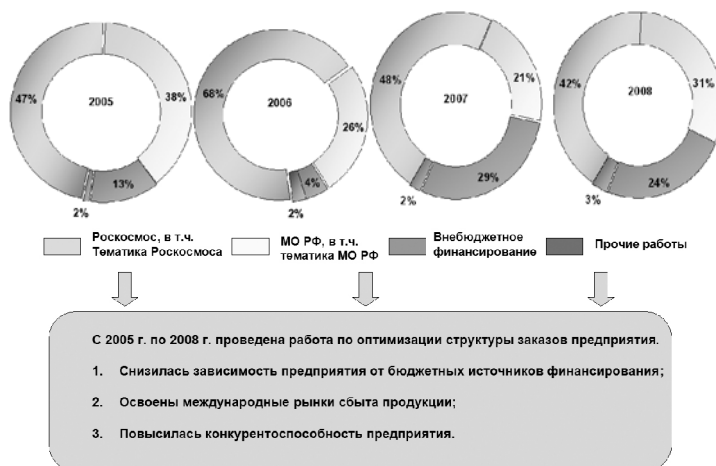 47%
2005
38%
13%
2%
68%
2006
26%
4%
2%
48%
2007
21%
29%
2%
42%
2008
31%
24%
3%
Роскосмос, в т.ч.
Тематика Роскосмоса
МО РФ, в т.ч.
тематика МО РФ
Внебюджетное
финансирование
Прочие работы
С 2005 г. по 2008 г. проведена работа по оптимизации структуры заказов предприятия.
1. Снизилась зависимость предприятия от бюджетных источников финансирования;
2. Освоены международные рынки сбыта продукции;
3. Повысилась конкурентоспособность предприятия.